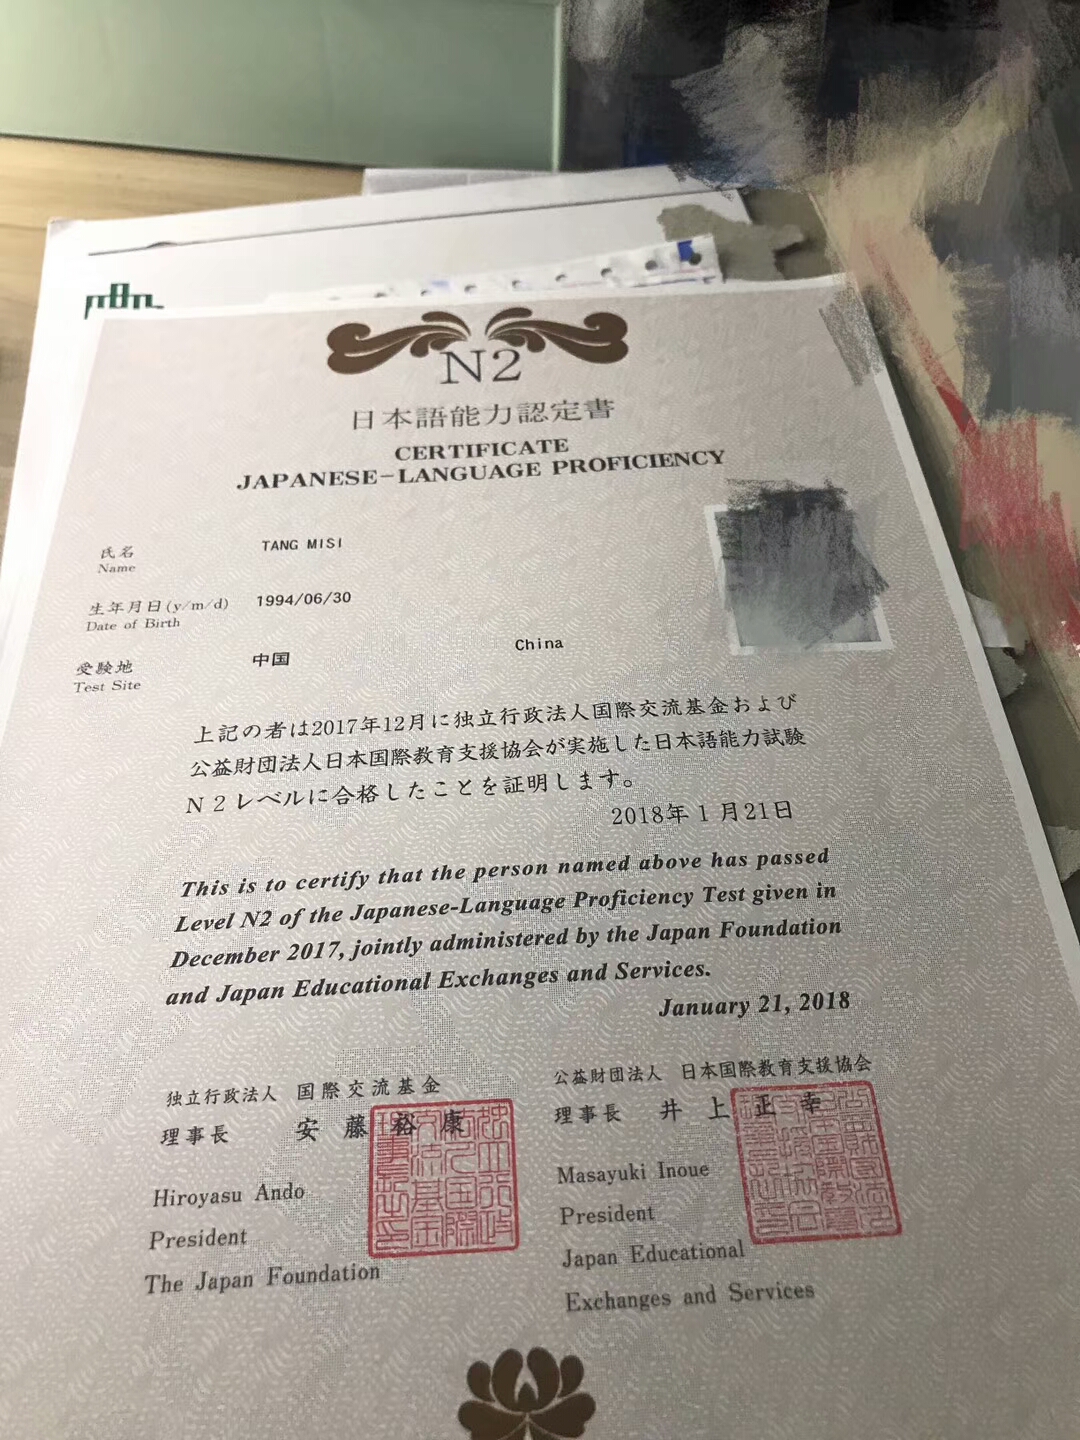 N2
日本語能力認定書
CERTIFICATE
JAPANESE-LANGUAGE PROFICIENCY
氏名 TANG MISI
Name
生年月日(y/m/d) 1994/06/30
Date of Birth
受験地 中国 China
Test Site
上記の者は2017年12月に独立行政法人国際交流基金および
公益財団法人日本国際教育支援協会が実施した日本語能力試験
N2レベルに合格したことを証明します。
2018年1月21日
This is to certify that the person named above has passed
Level N2 of the Japanese-Language Proficiency Test given in
December 2017, jointly administered by the Japan Foundation
and Japan Educational Exchanges and Services.
January 21, 2018
独立行政法人 国際交流基金
理事長 安藤裕康
Hiroyasu Ando
President
The Japan Foundation
公益財団法人 日本国際教育支援協会
理事長 井上正幸
Masayuki Inoue
President
Japan Educational
Exchanges and Services